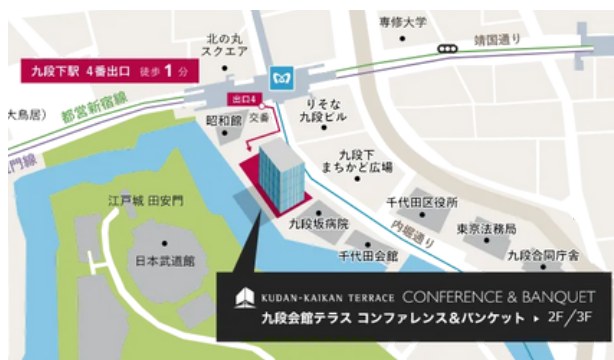 専修大学
北の丸
スクエア
靖国通り
九段下駅 4番出口 徒歩1分
都営新宿線
大鳥居）
門線
出口4
交番
昭和館
りそな
九段ビル
九段下
まちかど広場
江戸城 田安門
日本武道館
九段坂病院
千代田会館
千代田区役所
内堀通り
東京法務局
九段合同庁舎
KUDAN-KAIKAN TERRACE CONFERENCE & BANQUET
九段会館テラス コンファレンス＆バンケット ▶ 2F/3F